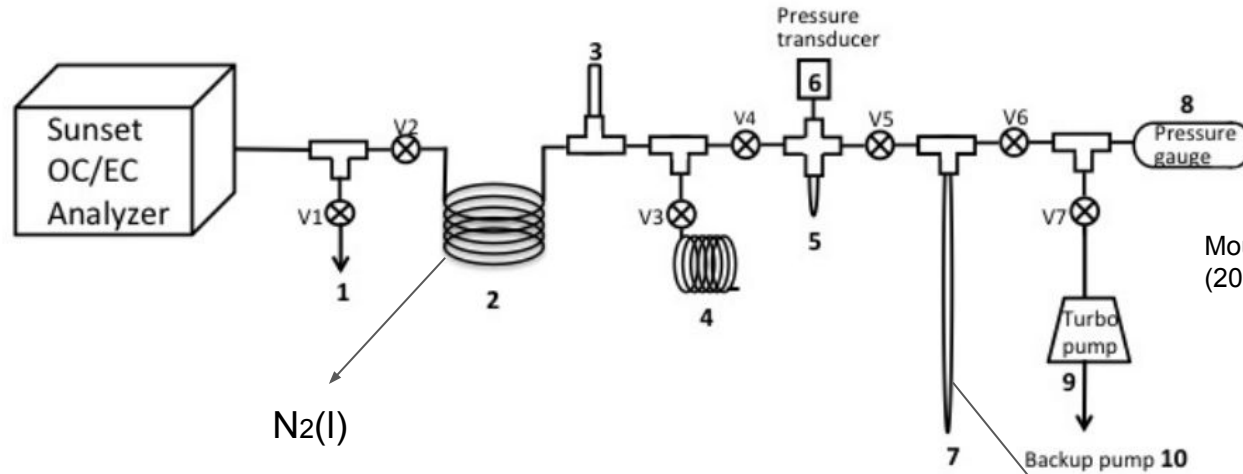 Pressure
transducer
3
6
8
Sunset
OC/EC
Analyzer
V2
V4
V5
V6
Pressure
gauge
V1
V3
V7
5
1
2
4
Turbo
pump
9
N2(l)
7
Backup pump 10